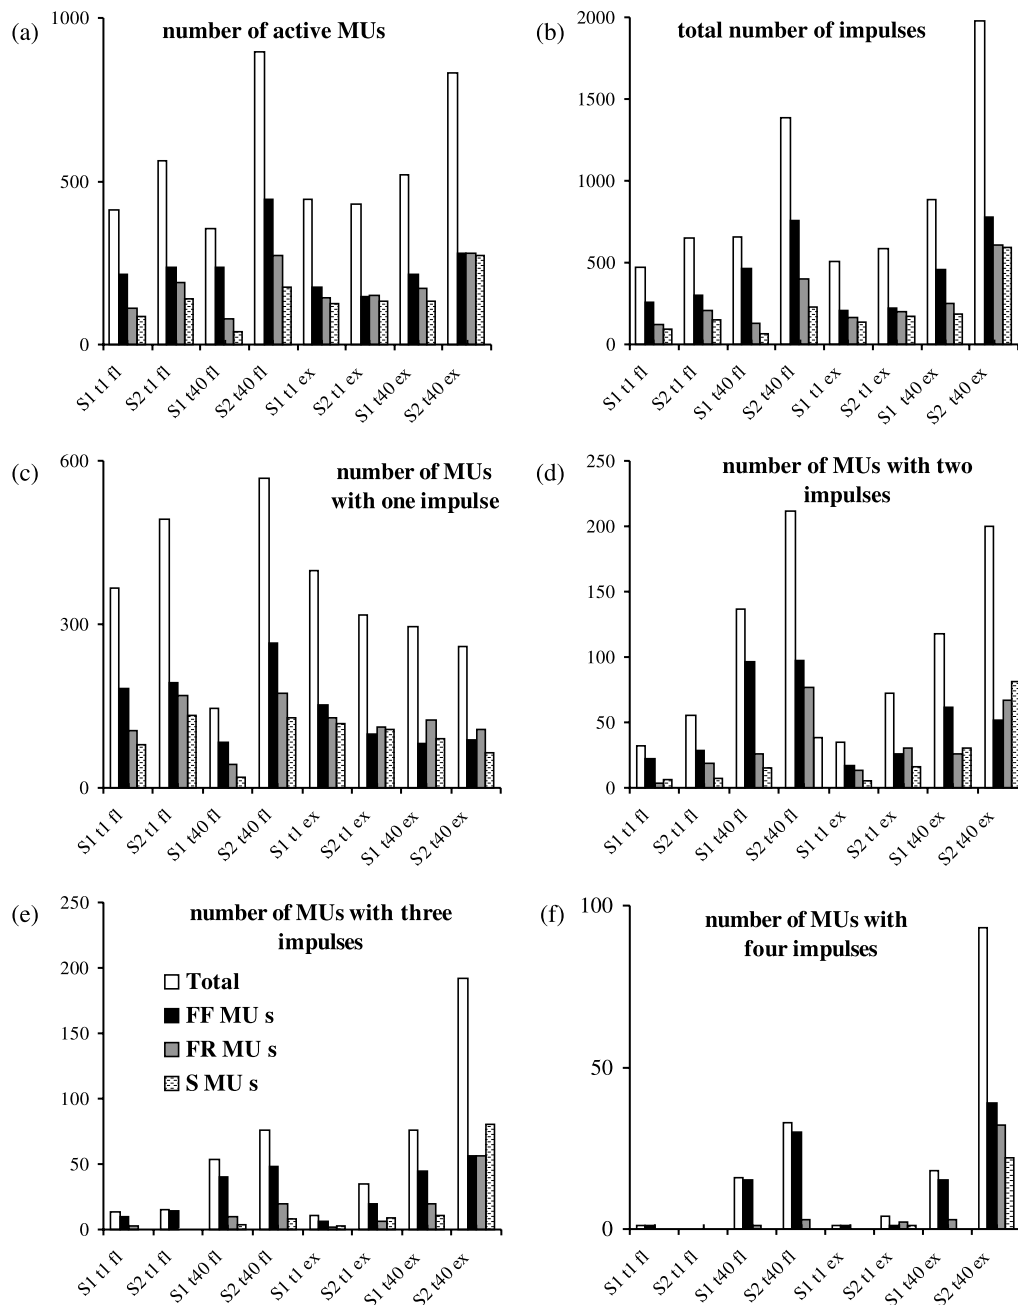 (a)
number of active MUs
1000
500
0
S1 t1 fl
S2 t1 fl
S1 t40 fl
S2 t40 fl
S1 t1 ex
S2 t1 ex
S1 t40 ex
S2 t40 ex
(b)
total number of impulses
2000
1500
1000
500
0
S1 t1 fl
S2 t1 fl
S1 t40 fl
S2 t40 fl
S1 t1 ex
S2 t1 ex
S1 t40 ex
S2 t40 ex
(c)
number of MUs
with one impulse
600
300
0
S1 t1 fl
S2 t1 fl
S1 t40 fl
S2 t40 fl
S1 t1 ex
S2 t1 ex
S1 t40 ex
S2 t40 ex
(d)
number of MUs with two
impulses
250
200
150
100
50
0
S1 t1 fl
S2 t1 fl
S1 t40 fl
S2 t40 fl
S1 t1 ex
S2 t1 ex
S1 t40 ex
S2 t40 ex
(e)
number of MUs with three
impulses
250
200
150
100
50
0
Total
FF MU s
FR MU s
S MU s
S1 t1 fl
S2 t1 fl
S1 t40 fl
S2 t40 fl
S1 t1 ex
S2 t1 ex
S1 t40 ex
S2 t40 ex
(f)
number of MUs with
four impulses
100
50
0
S1 t1 fl
S2 t1 fl
S1 t40 fl
S2 t40 fl
S1 t1 ex
S2 t1 ex
S1 t40 ex
S2 t40 ex